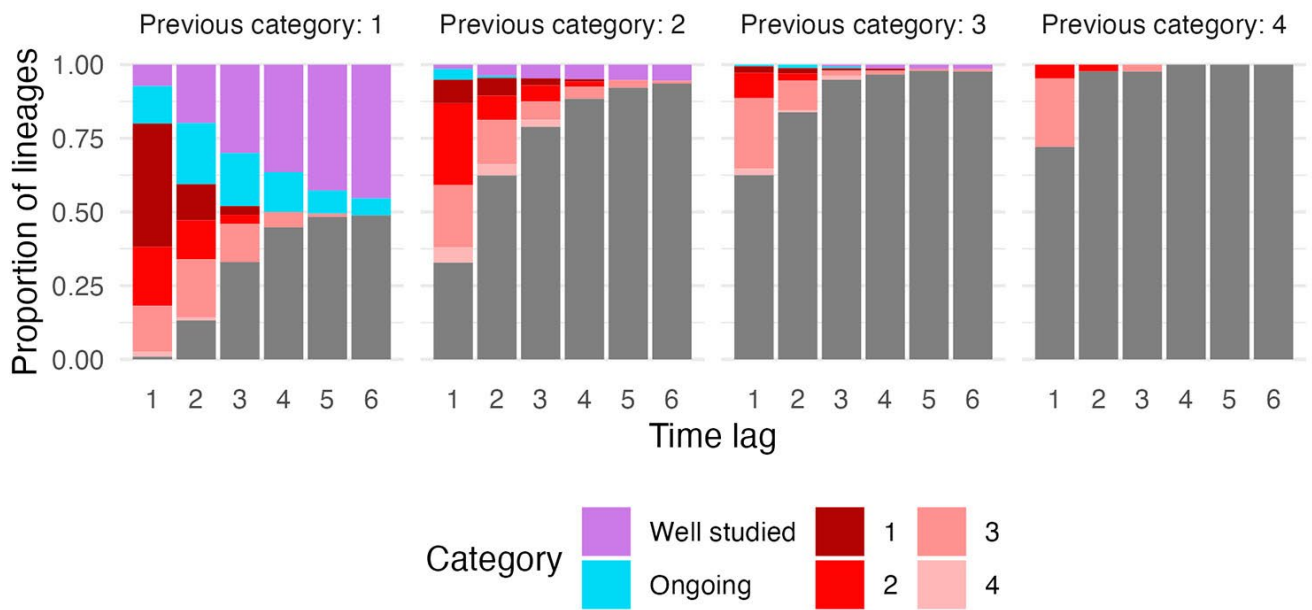 Previous category: 1 Previous category: 2 Previous category: 3 Previous category: 4
Proportion of lineages
1.00
0.75
0.50
0.25
0.00
1 2 3 4 5 6 1 2 3 4 5 6 1 2 3 4 5 6 1 2 3 4 5 6
Time lag
Category
Well studied 1 3
Ongoing 2 4